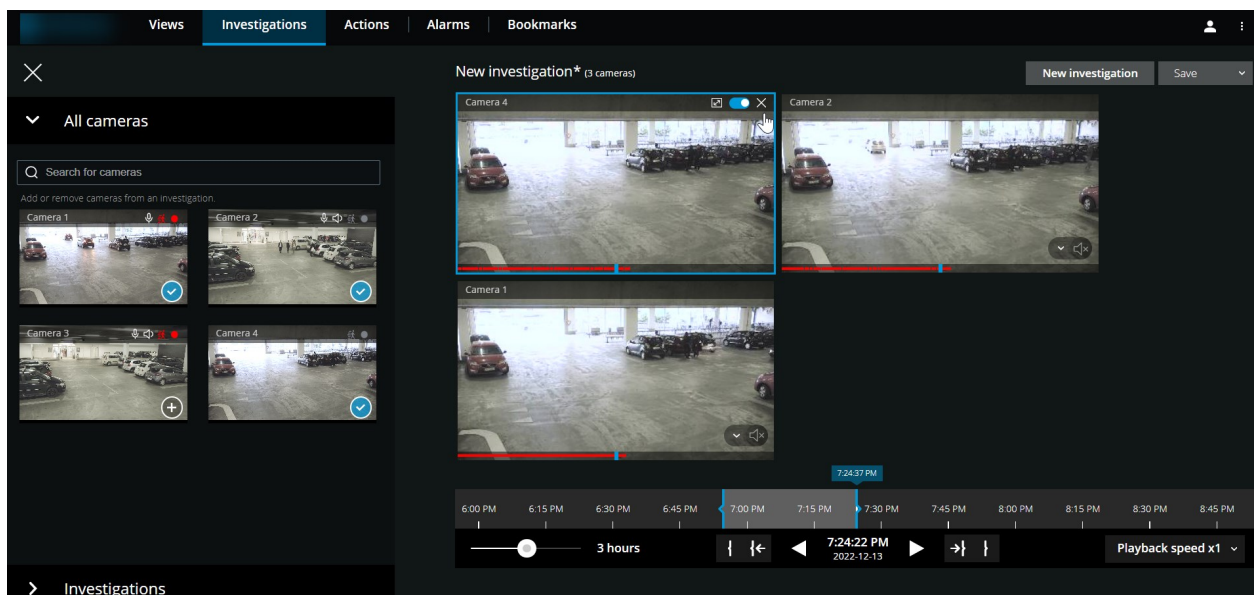 Views Investigations Actions Alarms Bookmarks
New investigation* (3 cameras) New investigation Save
All cameras
Search for cameras
Add or remove cameras from an investigation.
Camera 1 Camera 2
Camera 3 Camera 4
Camera 4 Camera 2
Camera 1
7:24:37 PM
6:00 PM 6:15 PM 6:30 PM 6:45 PM 7:00 PM 7:15 PM 7:30 PM 7:45 PM 8:00 PM 8:15 PM 8:30 PM 8:45 PM
3 hours 7:24:22 PM Playback speed x1
2022-12-13
Investigations